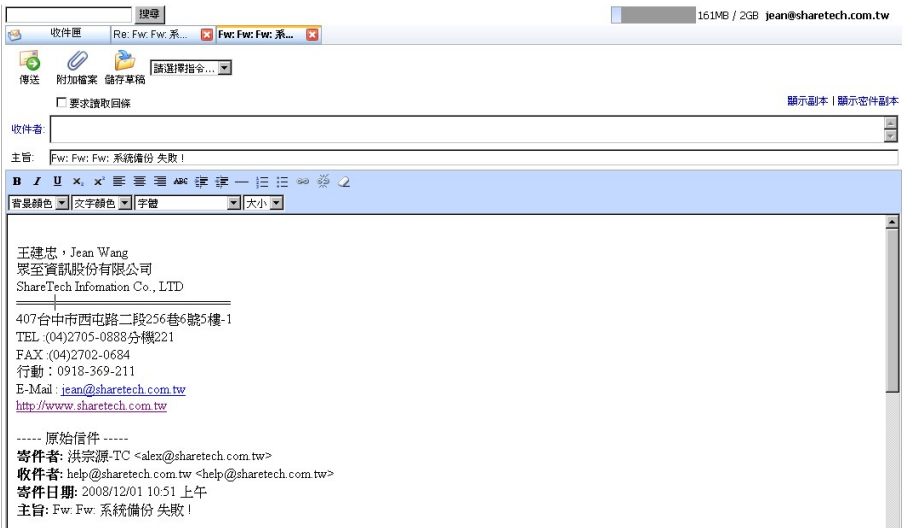 搜尋
161MB / 2GB jean@sharetech.com.tw
收件匣 Re: Fw: Fw: 系... Fw: Fw: Fw: 系...
傳送 附加檔案 儲存草稿 請選擇指令...
要求讀取回條 顯示副本 | 顯示密件副本
收件者:
主旨: Fw: Fw: Fw: 系統備份 失敗 !
B I U X, x² ABC
背景顏色 文字顏色 字體 大小
王建忠，Jean Wang
眾至資訊股份有限公司
ShareTech Infomation Co., LTD
407台中市西屯路二段256巷6號5樓-1
TEL :(04)2705-0888分機221
FAX :(04)2702-0684
行動：0918-369-211
E-Mail : jean@sharetech.com.tw
http://www.sharetech.com.tw
----- 原始信件 -----
寄件者: 洪宗源-TC <alex@sharetech.com.tw>
收件者: help@sharetech.com.tw <help@sharetech.com.tw>
寄件日期: 2008/12/01 10:51 上午
主旨: Fw: Fw: 系統備份 失敗 !